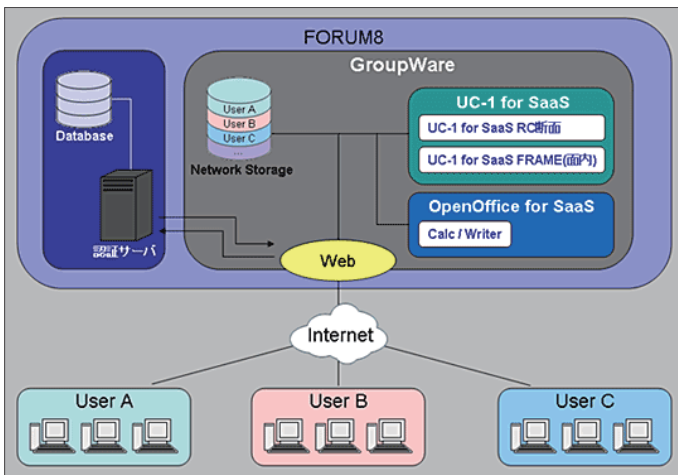 FORUM8
GroupWare
Database
認証サーバ
User A
User B
User C
...
Network Storage
UC-1 for SaaS
UC-1 for SaaS RC断面
UC-1 for SaaS FRAME(面内)
OpenOffice for SaaS
Calc / Writer
Web
Internet
User A
User B
User C